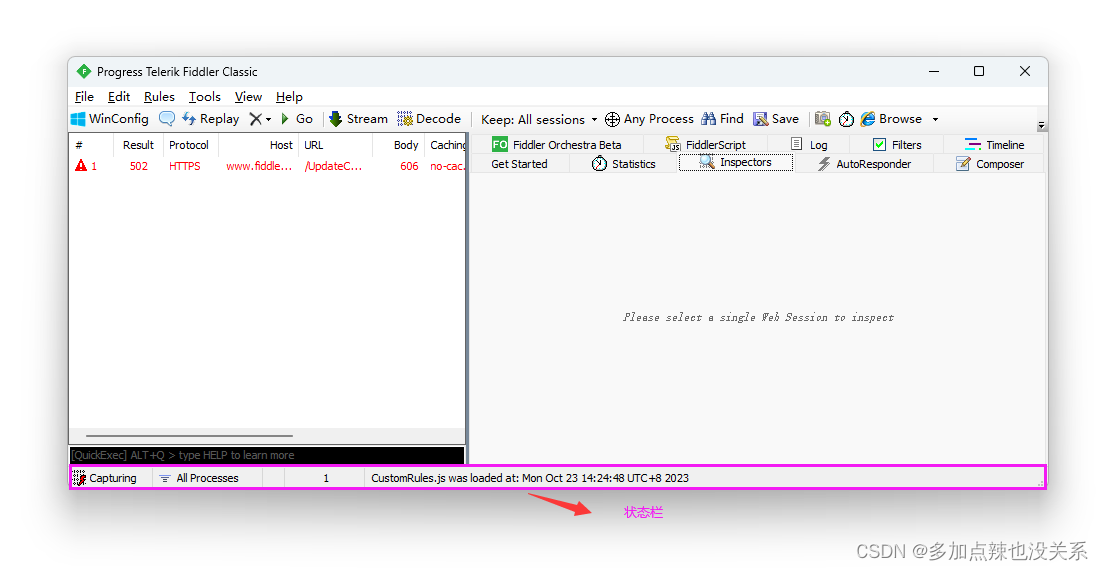 Progress Telerik Fiddler Classic
File Edit Rules Tools View Help
WinConfig Replay Go Stream Decode Keep: All sessions Any Process Find Save Browse
# Result Protocol Host URL Body Caching
1 502 HTTPS www.fiddle... /UpdateC... 606 no-cac.
FO Fiddler Orchestra Beta FiddlerScript Log Filters Timeline
Get Started Statistics Inspectors AutoResponder Composer
Please select a single Web Session to inspect
[QuickExec] ALT+Q > type HELP to learn more
Capturing All Processes 1 CustomRules.js was loaded at: Mon Oct 23 14:24:48 UTC+8 2023
状态栏
CSDN @多加点辣也没关系